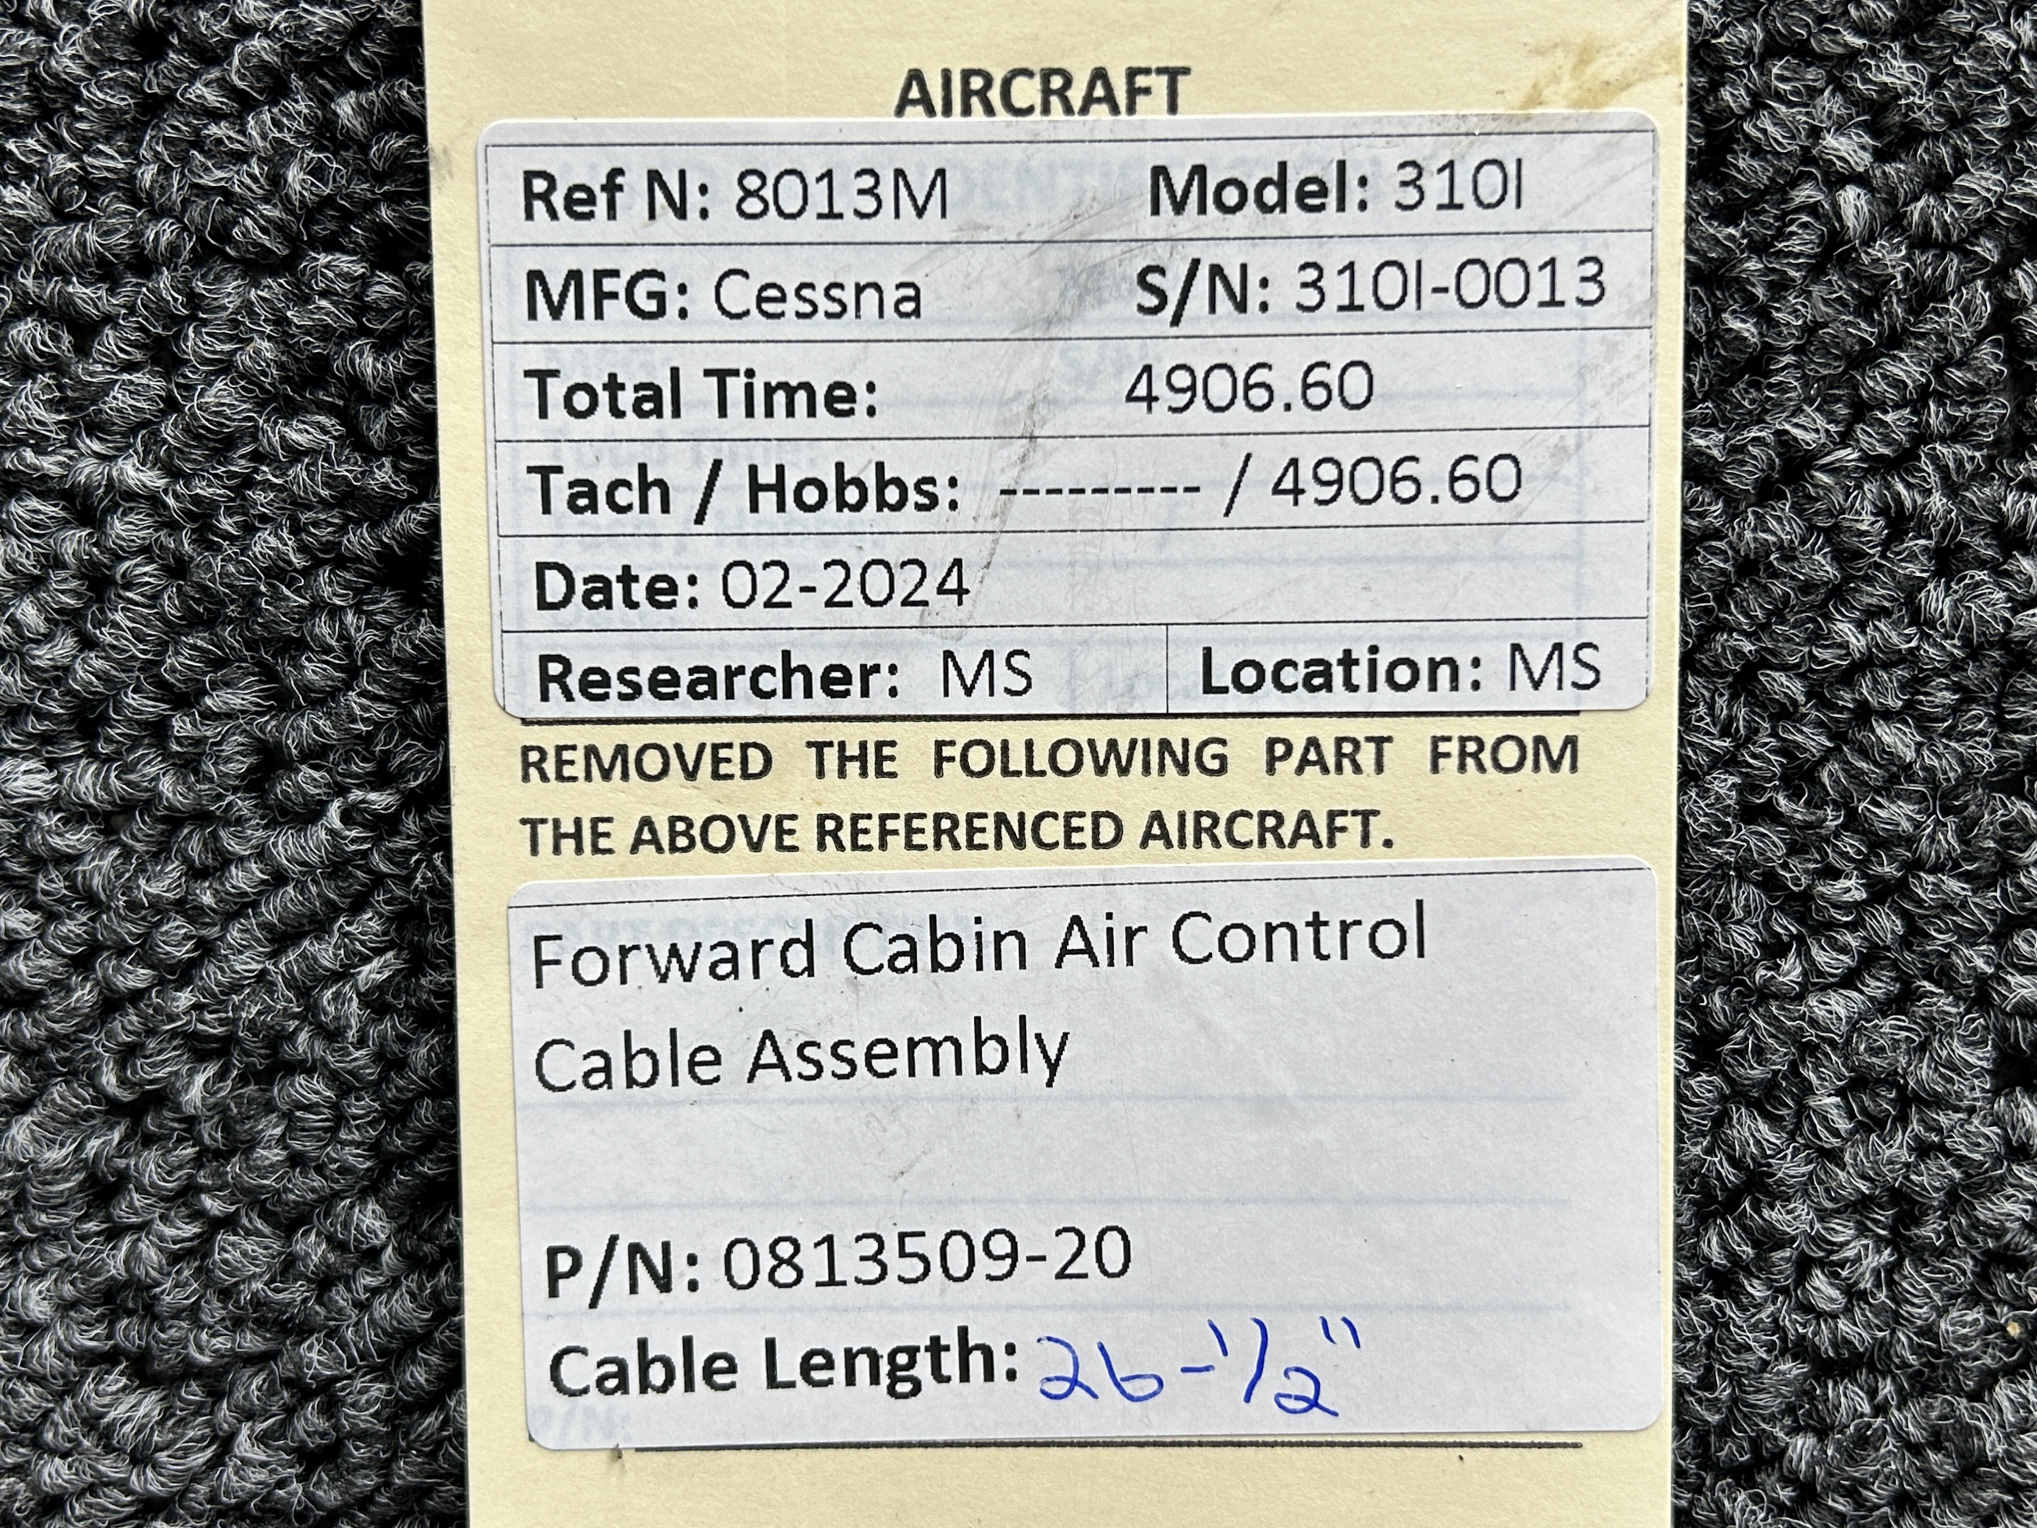 AIRCRAFT
Ref N: 8013M Model: 310I
MFG: Cessna S/N: 310I-0013
Total Time: 4906.60
Tach / Hobbs: --------- / 4906.60
Date: 02-2024
Researcher: MS Location: MS
REMOVED THE FOLLOWING PART FROM
THE ABOVE REFERENCED AIRCRAFT.
Forward Cabin Air Control
Cable Assembly
P/N: 0813509-20
Cable Length: 26-1/2"